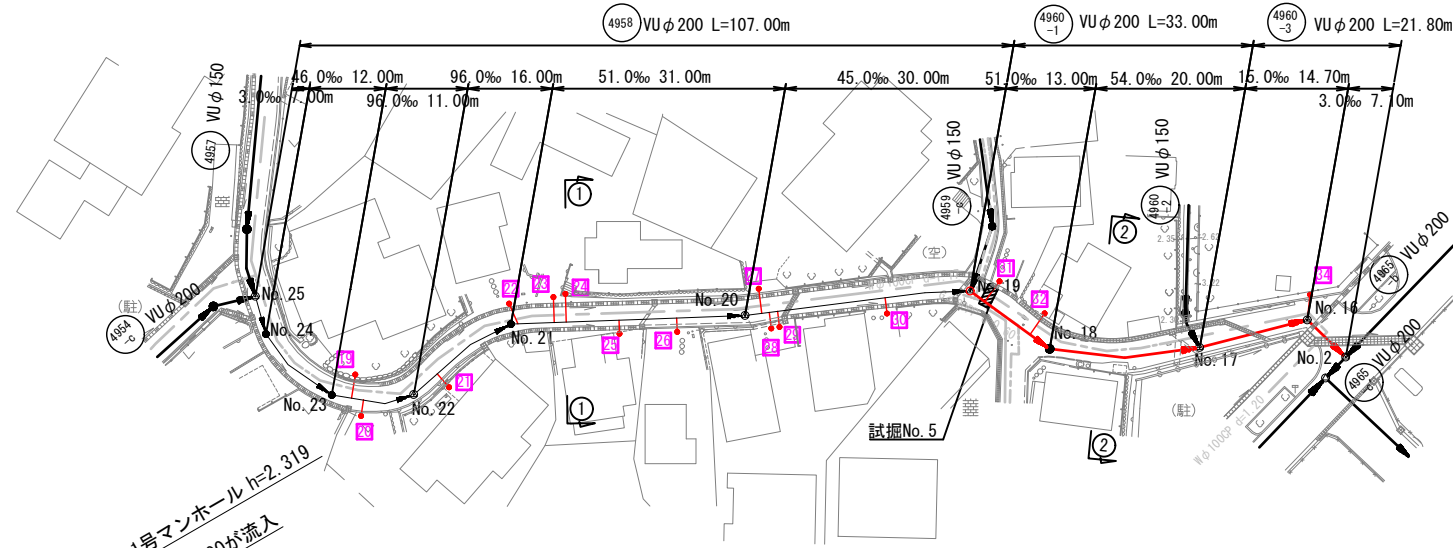 4958 VUφ200 L=107.00m
4960-1 VUφ200 L=33.00m
4960-3 VUφ200 L=21.80m
46.0‰ 12.00m
96.0‰ 16.00m
51.0‰ 31.00m
45.0‰ 30.00m
51.0‰ 13.00m
54.0‰ 20.00m
15.0‰ 14.70m
3.0‰ 7.00m
96.0‰ 11.00m
3.0‰ 7.10m
VUφ150
4957
VUφ150
4959
VUφ150
4960-2
VUφ200
4965
(駐)
VUφ200
4954-c
No.25
No.24
No.23
No.22
No.21
No.20
19
No.18
No.17
No.16
No.2
VUφ200
4965
(空)
(駐)
19
20
21
22
23
24
25
26
27
28
29
30
31
32
34
①
①
②
②
試掘No.5
Wφ100CP d=1.20
1号マンホール h=2.319
が流入